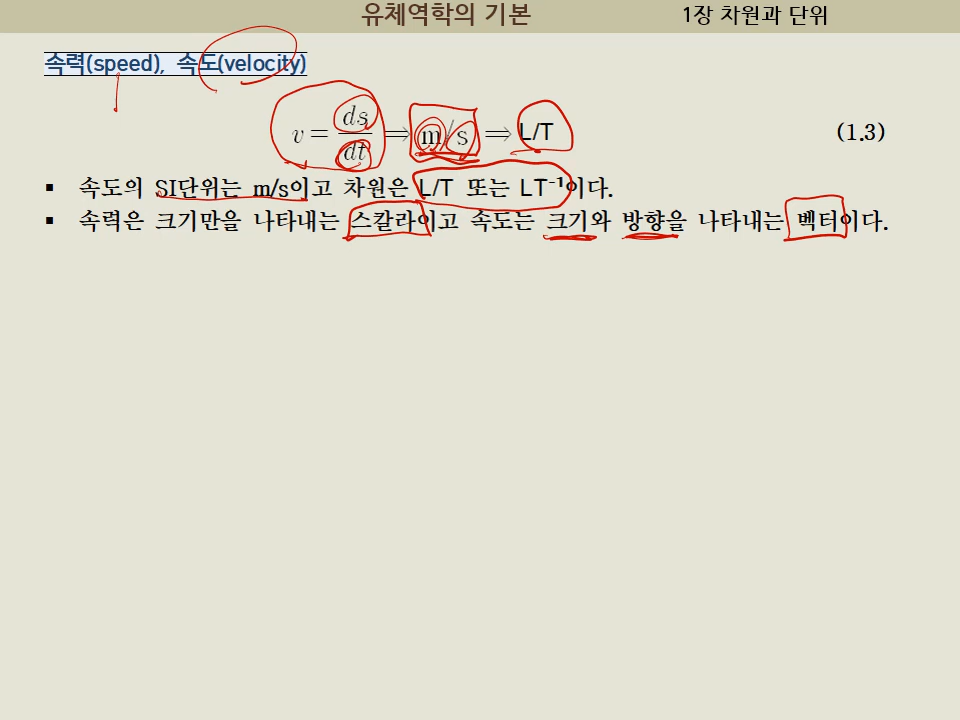 유체역학의 기본 1장 차원과 단위
속력(speed), 속도(velocity)
v = ds/dt ⟹ m/s ⟹ L/T (1.3)
▪ 속도의 SI단위는 m/s이고 차원은 L/T 또는 LT⁻¹이다.
▪ 속력은 크기만을 나타내는 스칼라이고 속도는 크기와 방향을 나타내는 벡터이다.